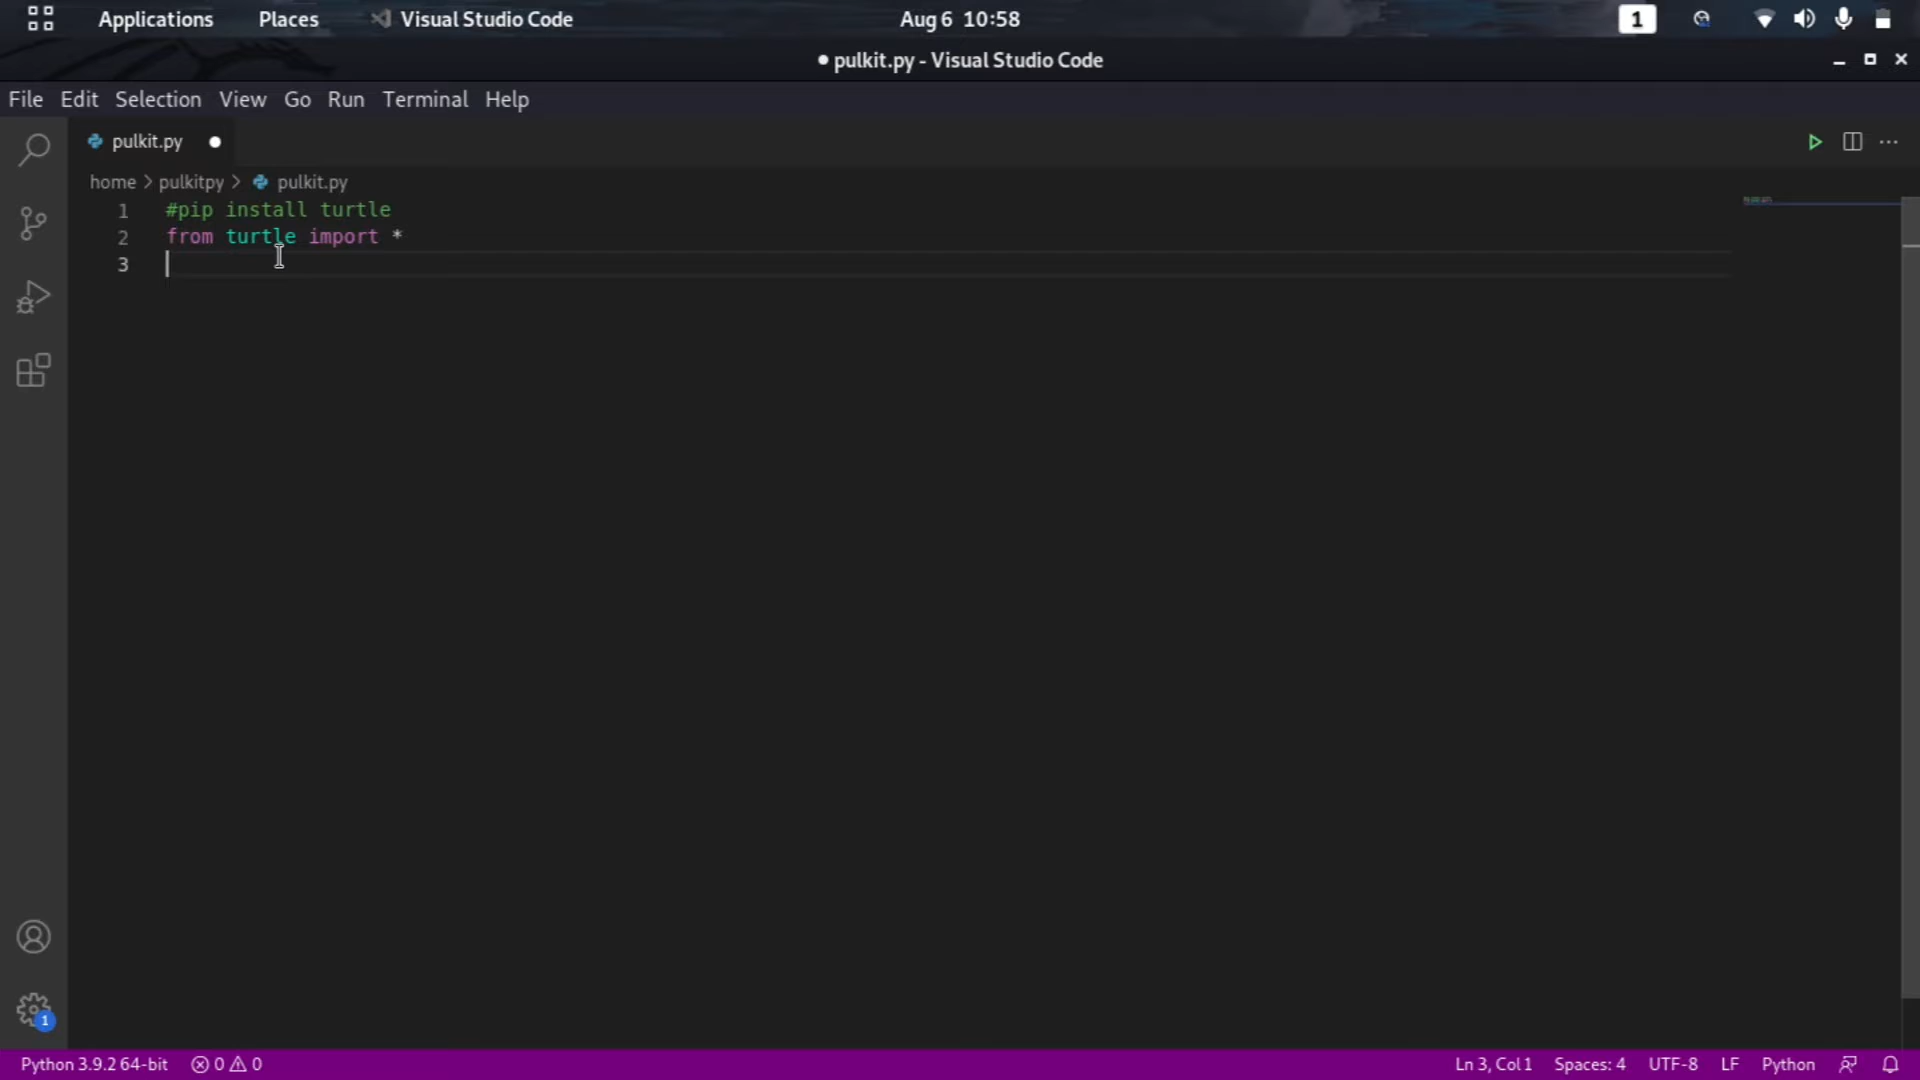 Applications Places Visual Studio Code Aug 6 10:58 1
● pulkit.py - Visual Studio Code
File Edit Selection View Go Run Terminal Help
pulkit.py
home > pulkitpy > pulkit.py
1 #pip install turtle
2 from turtle import *
3
1
Python 3.9.2 64-bit 0 0 Ln 3, Col 1 Spaces: 4 UTF-8 LF Python